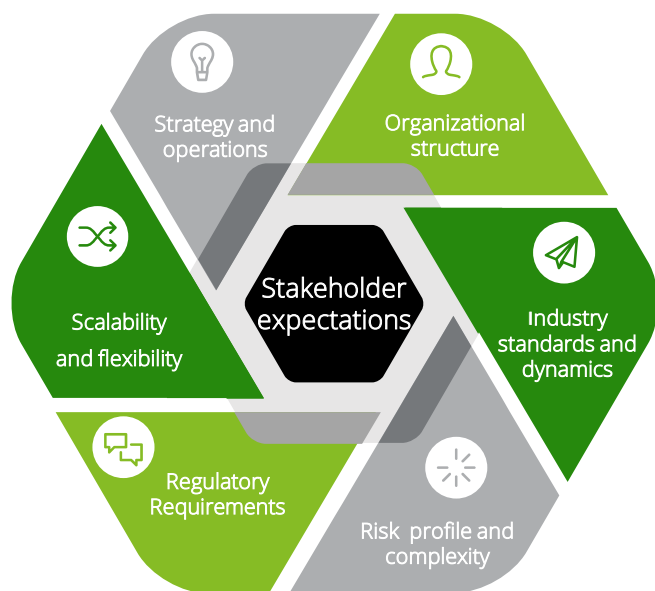 Strategy and
operations
Organizational
structure
Stakeholder
expectations
Industry
standards and
dynamics
Scalability
and flexibility
Regulatory
Requirements
Risk profile and
complexity